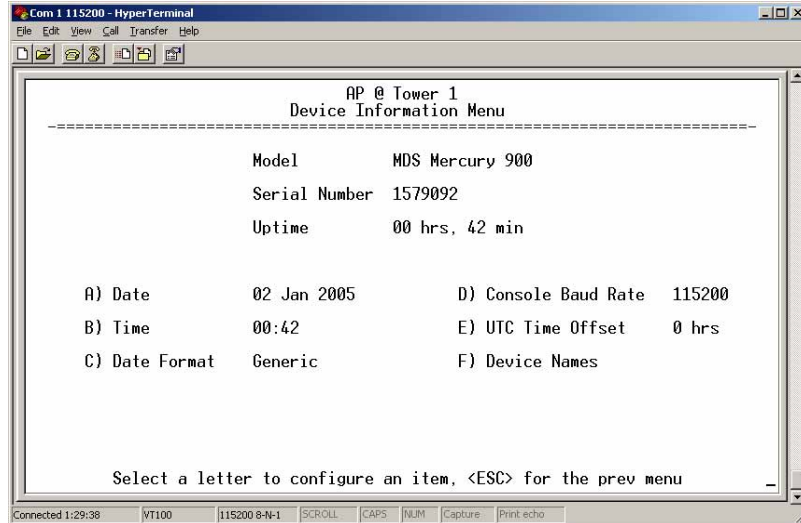 Com 1 115200 - HyperTerminal
File Edit View Call Transfer Help
AP @ Tower 1
Device Information Menu
-==========================================================================-
Model MDS Mercury 900
Serial Number 1579092
Uptime 00 hrs, 42 min
A) Date 02 Jan 2005 D) Console Baud Rate 115200
B) Time 00:42 E) UTC Time Offset 0 hrs
C) Date Format Generic F) Device Names
Select a letter to configure an item, <ESC> for the prev menu _
Connected 1:29:38 VT100 115200 8-N-1 SCROLL CAPS NUM Capture Print echo